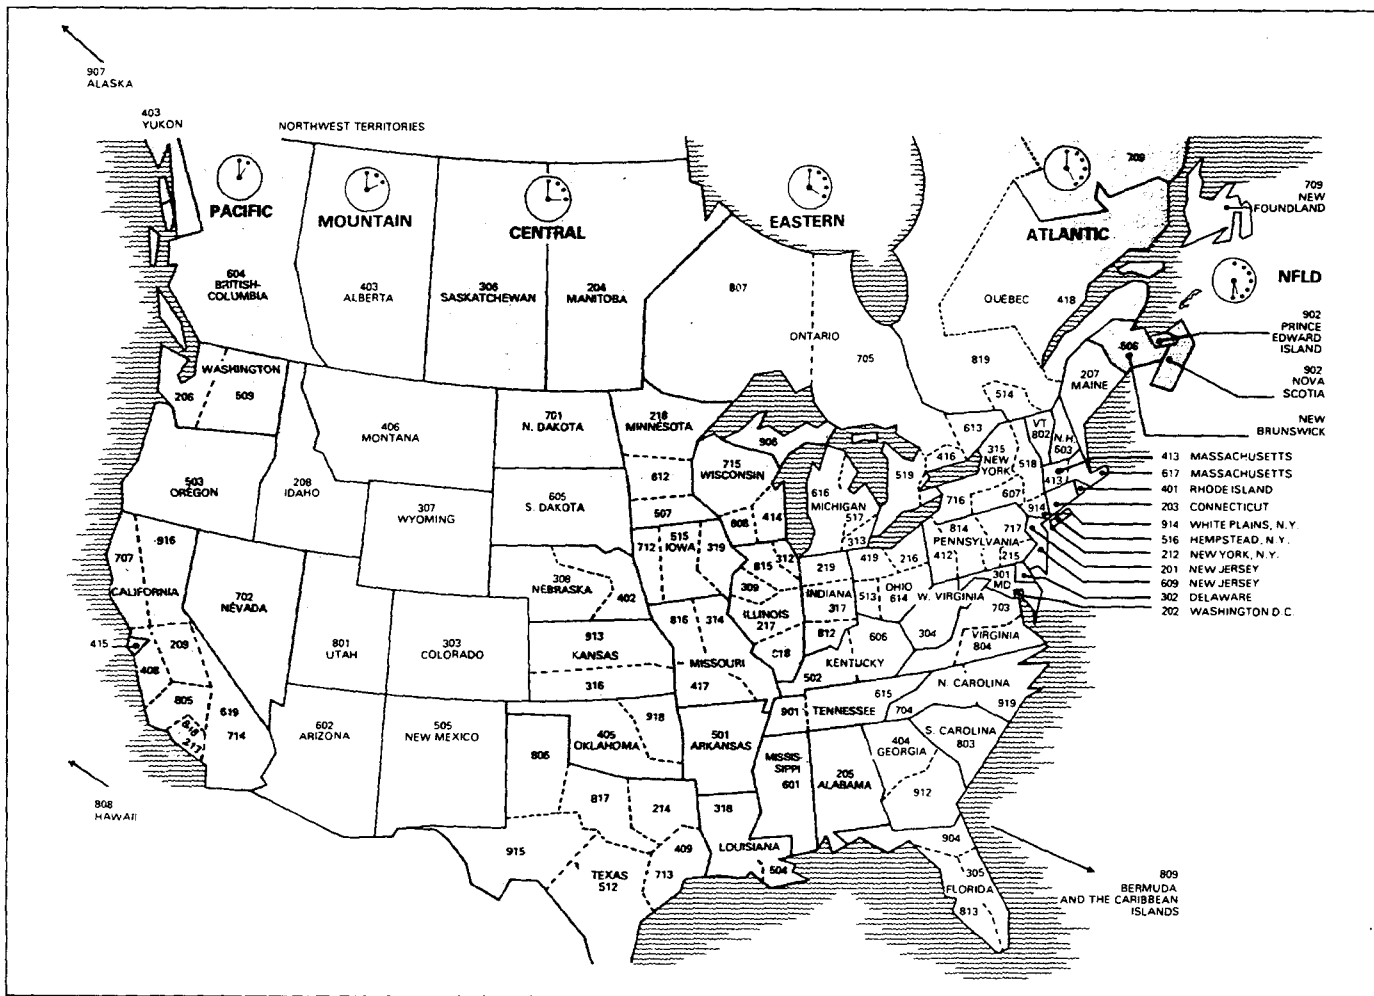 907
ALASKA
403
YUKON
NORTHWEST TERRITORIES
PACIFIC
MOUNTAIN
CENTRAL
EASTERN
ATLANTIC
709
709
NEW
FOUNDLAND
NFLD
604
BRITISH-
COLUMBIA
403
ALBERTA
306
SASKATCHEWAN
204
MANITOBA
807
ONTARIO
705
QUEBEC
418
819
514
613
416
519
506
902
PRINCE
EDWARD
ISLAND
902
NOVA
SCOTIA
NEW
BRUNSWICK
WASHINGTON
206
509
503
OREGON
208
IDAHO
406
MONTANA
307
WYOMING
701
N. DAKOTA
605
S. DAKOTA
218
MINNESOTA
612
507
906
715
WISCONSIN
608
414
616
MICHIGAN
517
313
207
MAINE
VT
802
N.H.
603
315
NEW
YORK
518
607
716
914
413
413 MASSACHUSETTS
617 MASSACHUSETTS
401 RHODE ISLAND
203 CONNECTICUT
914 WHITE PLAINS, N.Y.
516 HEMPSTEAD, N.Y.
212 NEW YORK, N.Y.
201 NEW JERSEY
609 NEW JERSEY
302 DELAWARE
202 WASHINGTON D.C.
916
707
CALIFORNIA
415
408
209
805
619
714
213
702
NEVADA
801
UTAH
303
COLORADO
308
NEBRASKA
402
712
515
IOWA
319
815
312
309
ILLINOIS
217
618
219
INDIANA
317
812
419
216
OHIO
513
614
814
PENNSYLVANIA
717
412
215
301
MD
W. VIRGINIA
304
703
VIRGINIA
804
606
KENTUCKY
502
913
KANSAS
316
816
314
MISSOURI
417
602
ARIZONA
505
NEW MEXICO
806
405
OKLAHOMA
918
501
ARKANSAS
901
615
TENNESSEE
704
N. CAROLINA
919
S. CAROLINA
803
404
GEORGIA
912
MISSIS-
SIPPI
601
205
ALABAMA
318
LOUISIANA
504
817
214
915
TEXAS
512
409
713
904
305
FLORIDA
813
808
HAWAII
809
BERMUDA
AND THE CARIBBEAN
ISLANDS